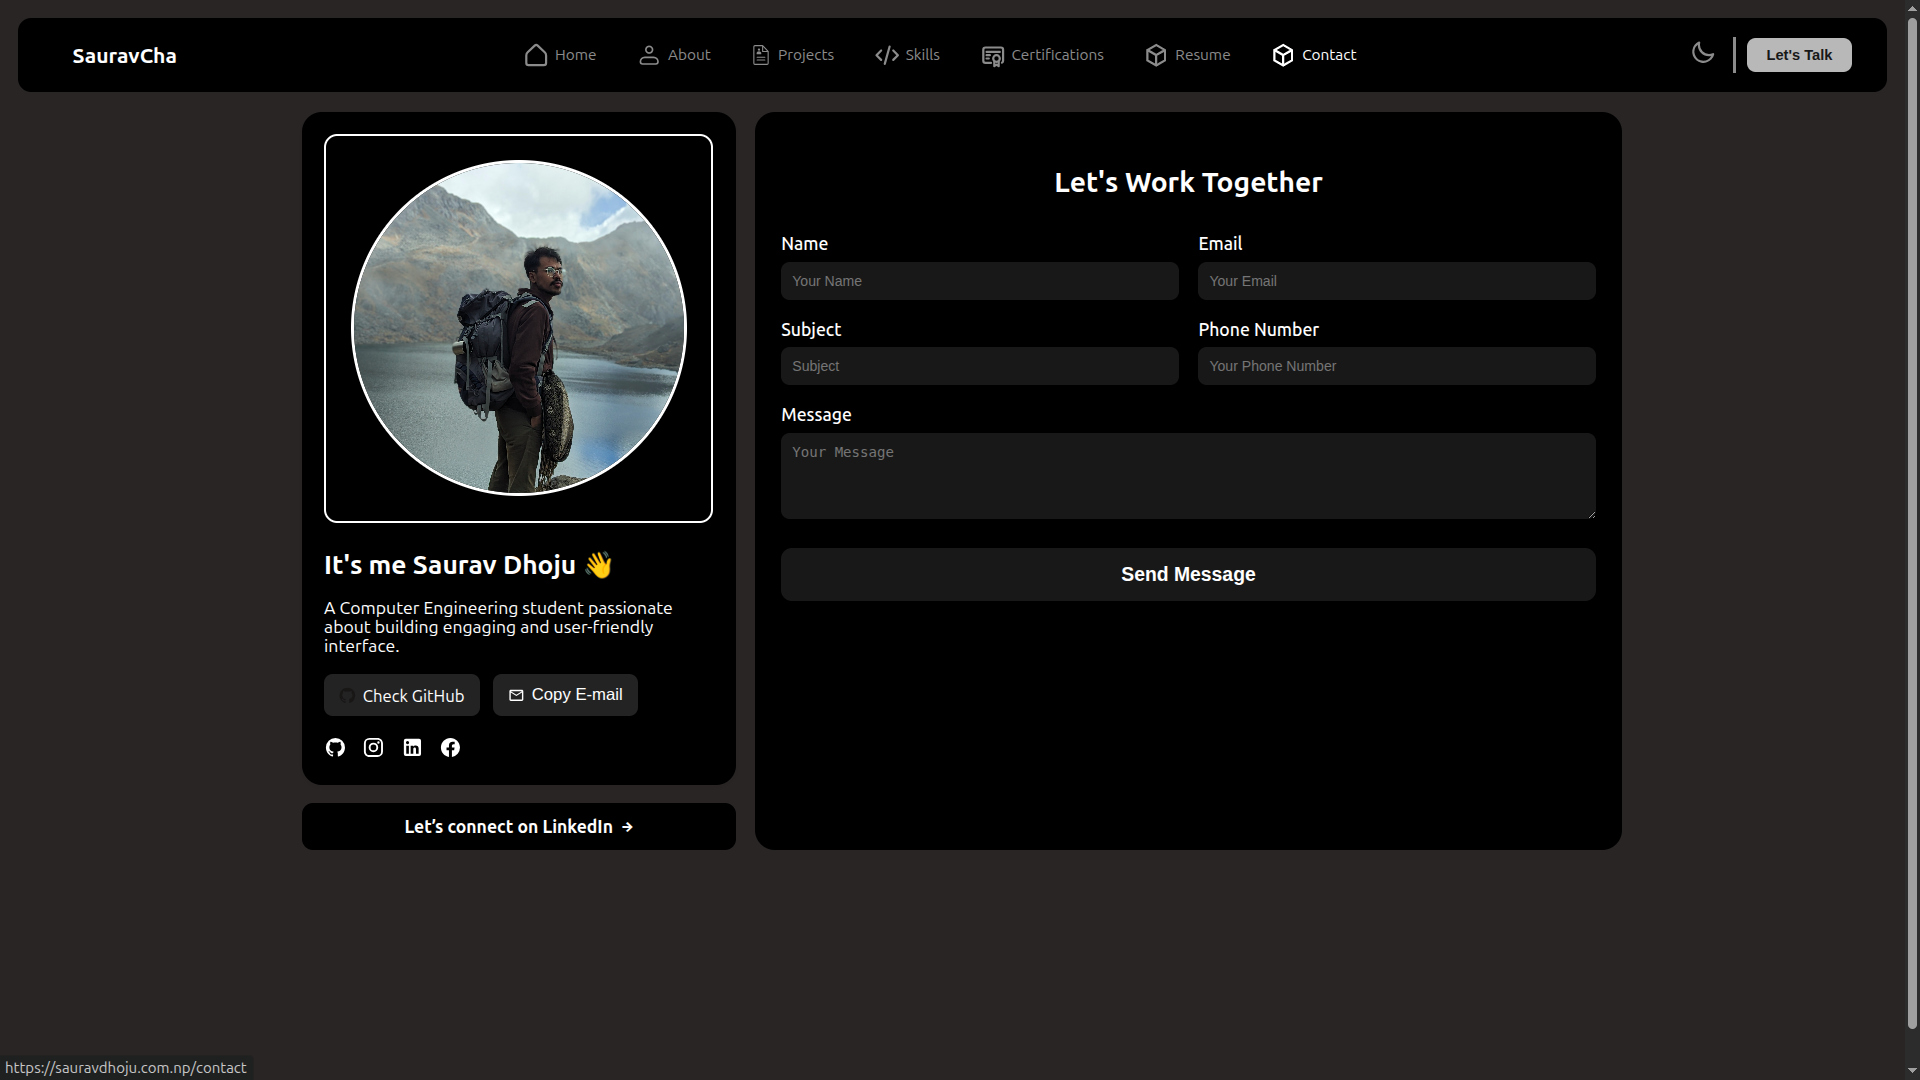 SauravCha
Home
About
Projects
Skills
Certifications
Resume
Contact
Let's Talk
It's me Saurav Dhoju 👋
A Computer Engineering student passionate
about building engaging and user-friendly
interface.
Check GitHub
Copy E-mail
Let’s connect on LinkedIn →
Let's Work Together
Name
Email
Your Name
Your Email
Subject
Phone Number
Subject
Your Phone Number
Message
Your Message
Send Message
https://sauravdhoju.com.np/contact